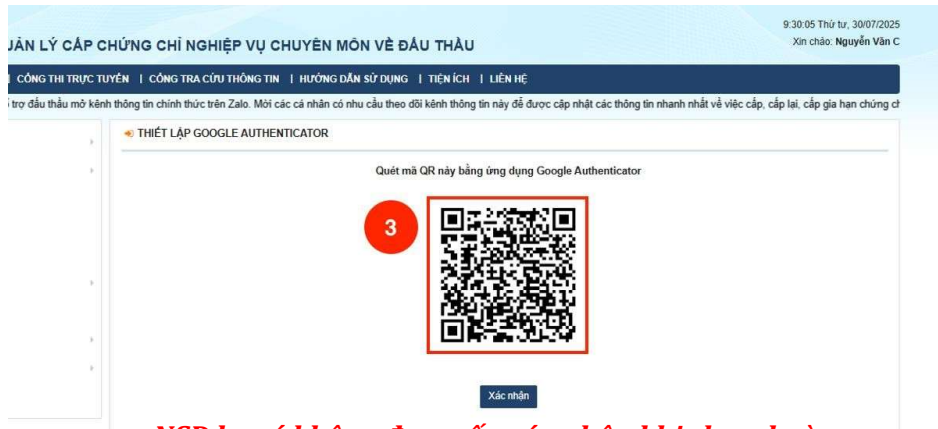 9:30:05 Thứ tư, 30/07/2025
UẢN LÝ CẤP CHỨNG CHỈ NGHIỆP VỤ CHUYÊN MÔN VỀ ĐẤU THẦU
Xin chào: Nguyễn Văn C
| CỔNG THI TRỰC TUYẾN | CỔNG TRA CỨU THÔNG TIN | HƯỚNG DẪN SỬ DỤNG | TIỆN ÍCH | LIÊN HỆ
trợ đấu thầu mở kênh thông tin chính thức trên Zalo. Mời các cá nhân có nhu cầu theo dõi kênh thông tin này để được cập nhật các thông tin nhanh nhất về việc cấp, cấp lại, cấp gia hạn chứng ch
THIẾT LẬP GOOGLE AUTHENTICATOR
Quét mã QR này bằng ứng dụng Google Authenticator
3
Xác nhận